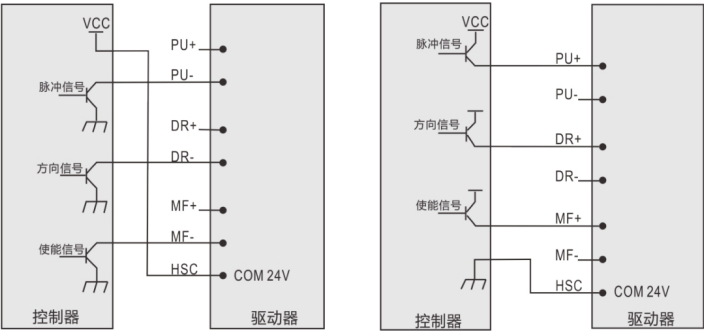 VCC
PU+
PU-
脉冲信号
DR+
DR-
方向信号
MF+
MF-
使能信号
HSC
COM 24V
控制器
驱动器
VCC
脉冲信号
PU+
PU-
方向信号
DR+
DR-
使能信号
MF+
MF-
HSC
COM 24V
控制器
驱动器